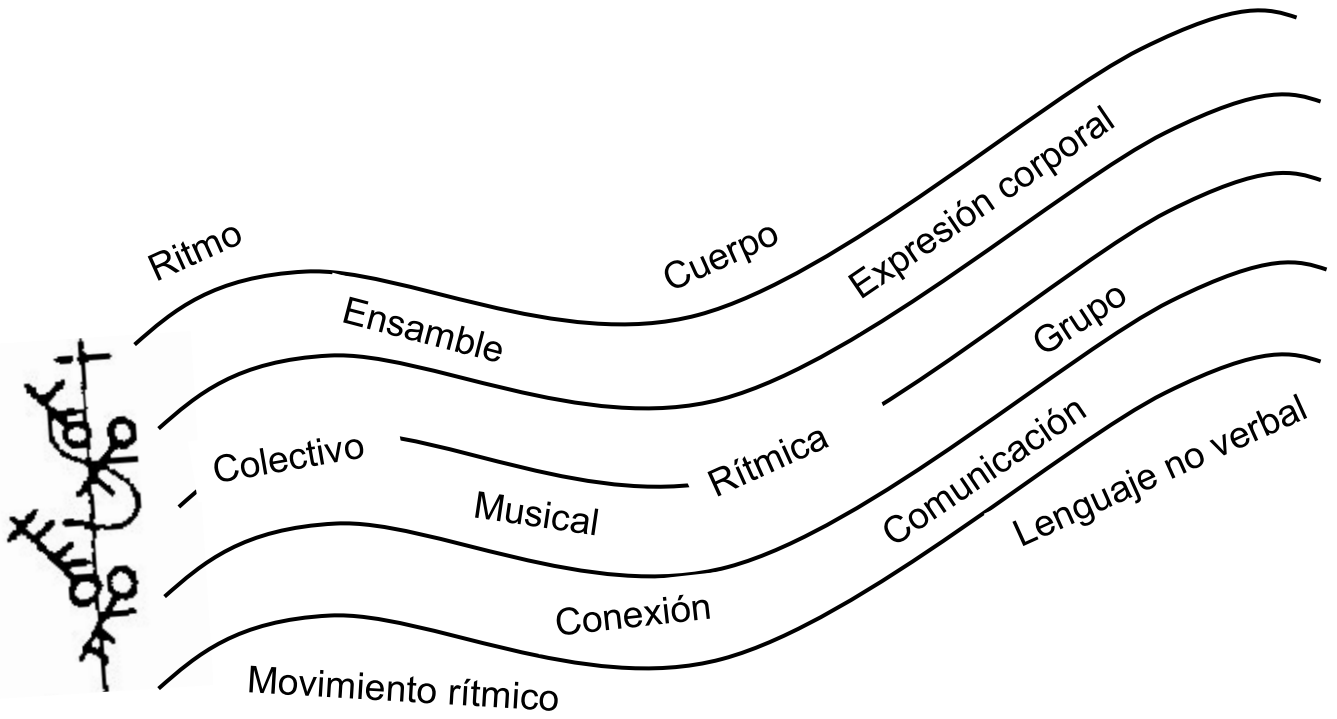 Ritmo
Cuerpo
Expresión corporal
Ensamble
Grupo
Colectivo
Rítmica
Musical
Comunicación
Lenguaje no verbal
Conexión
Movimiento rítmico